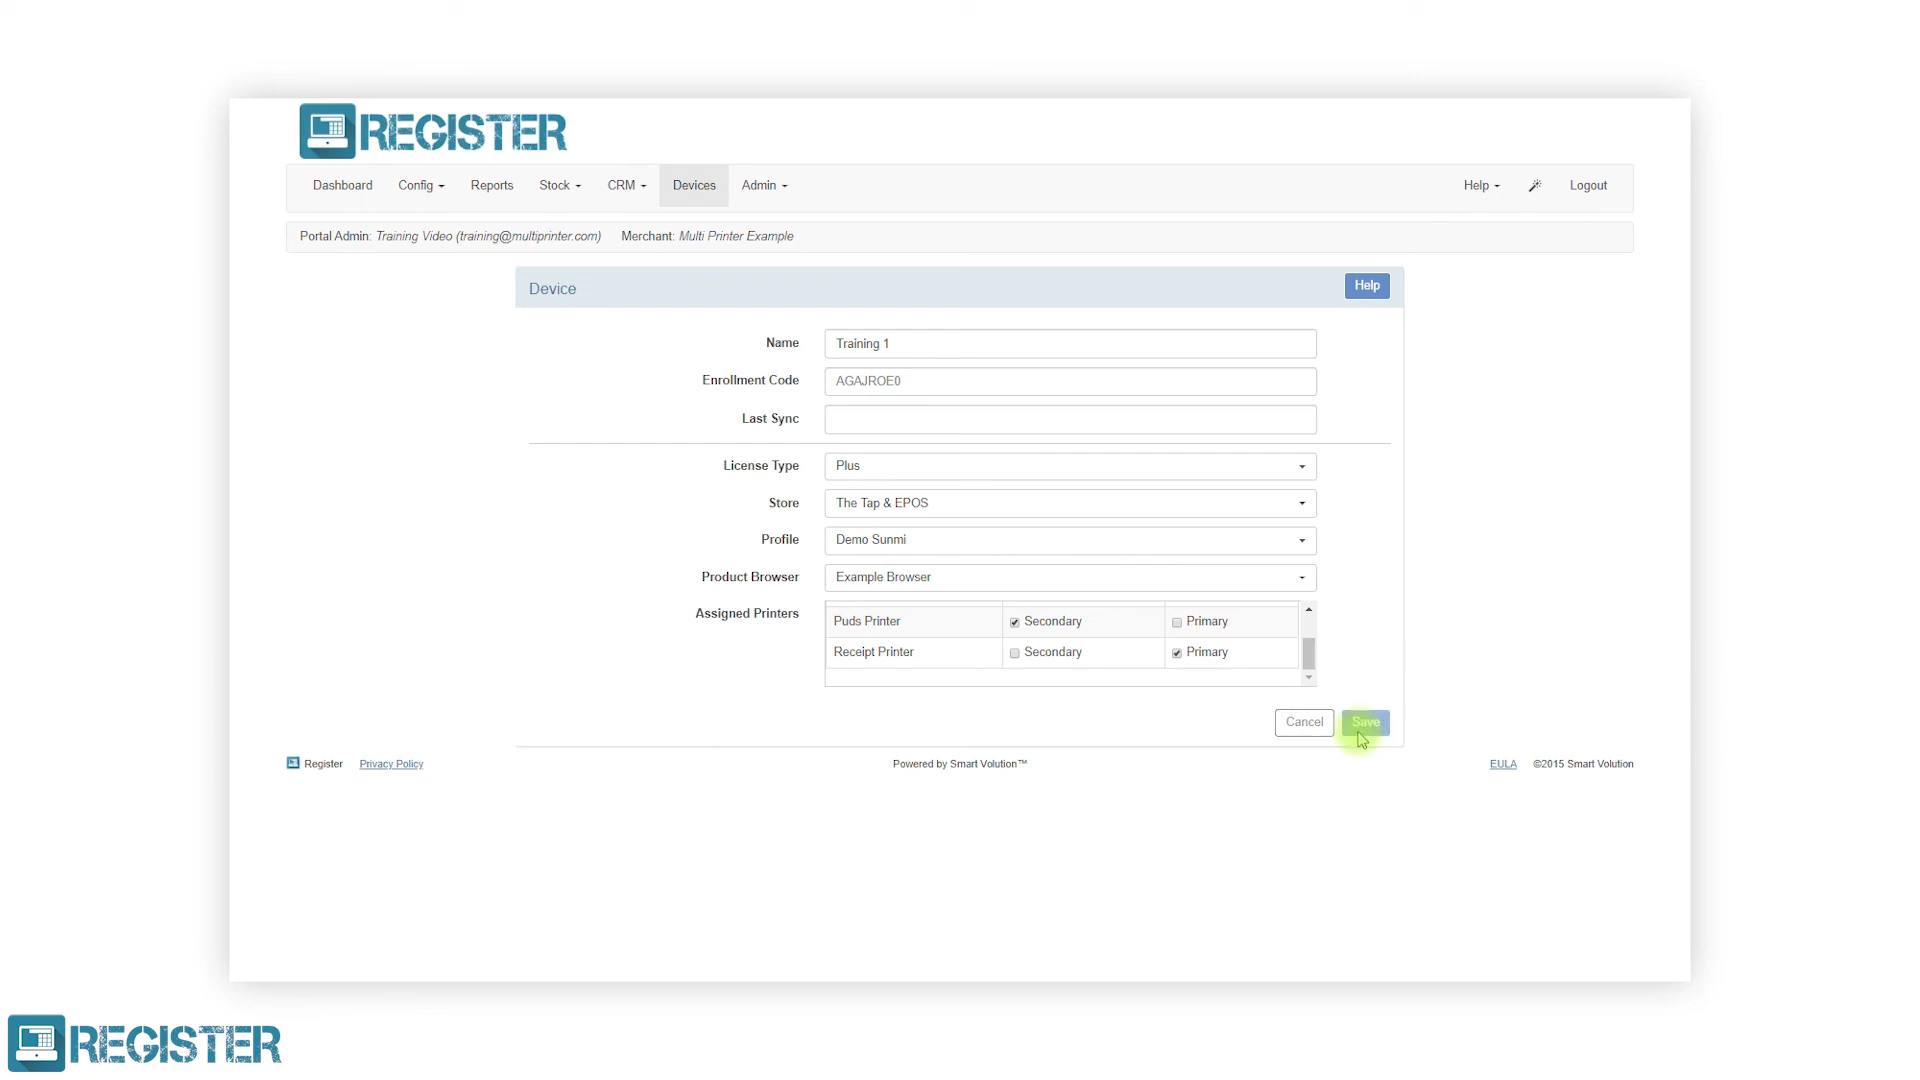 REGISTER
Dashboard Config Reports Stock CRM Devices Admin Help Logout
Portal Admin: Training Video (training@multiprinter.com) Merchant: Multi Printer Example
Device Help
Name Training 1
Enrollment Code AGAJROE0
Last Sync
License Type Plus
Store The Tap & EPOS
Profile Demo Sunmi
Product Browser Example Browser
Assigned Printers
Puds Printer Secondary Primary
Receipt Printer Secondary Primary
Cancel Save
Register Privacy Policy Powered by Smart Volution™ EULA ©2015 Smart Volution
REGISTER